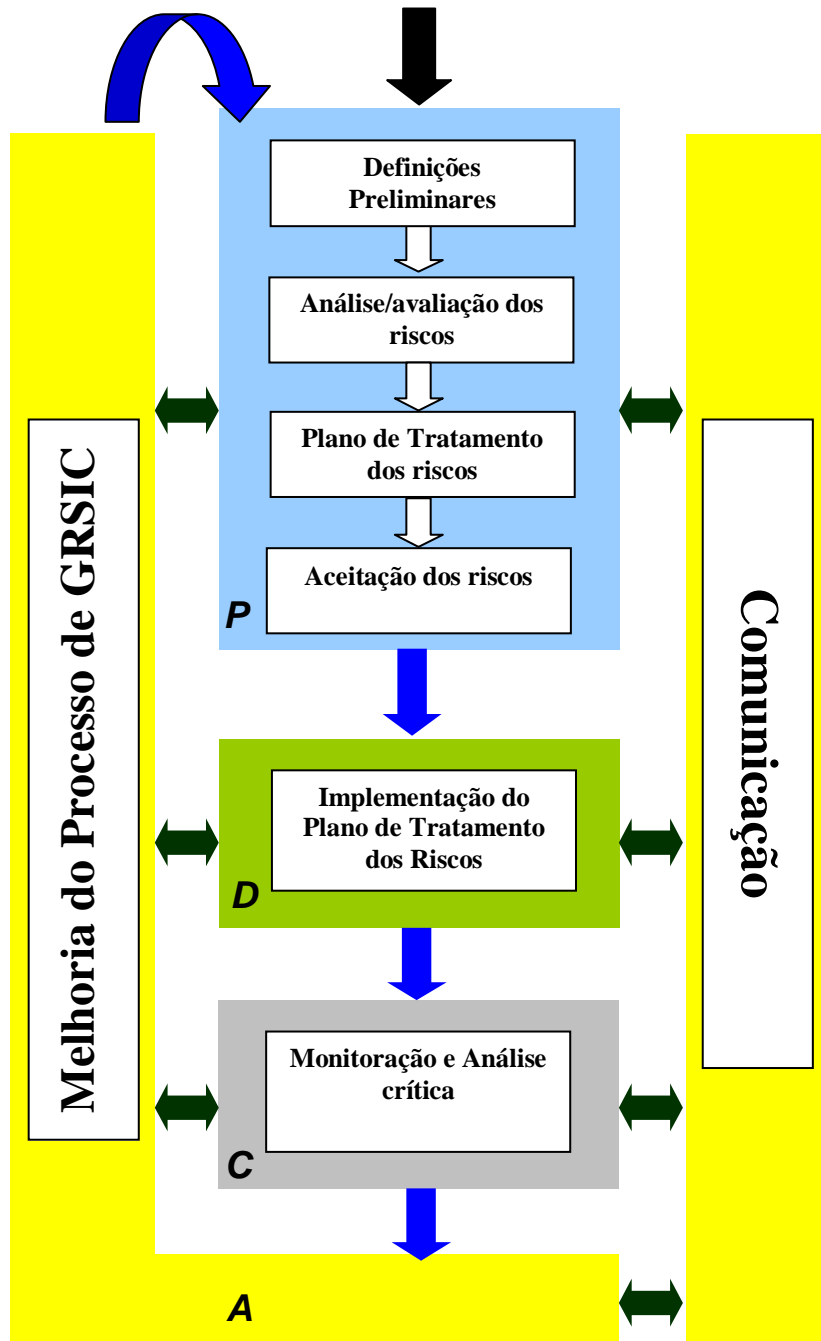 Definições
Preliminares
Análise/avaliação dos
riscos
Plano de Tratamento
dos riscos
Aceitação dos riscos
P
Implementação do
Plano de Tratamento
dos Riscos
D
Monitoração e Análise
crítica
C
A
Melhoria do Processo de GRSIC
Comunicação